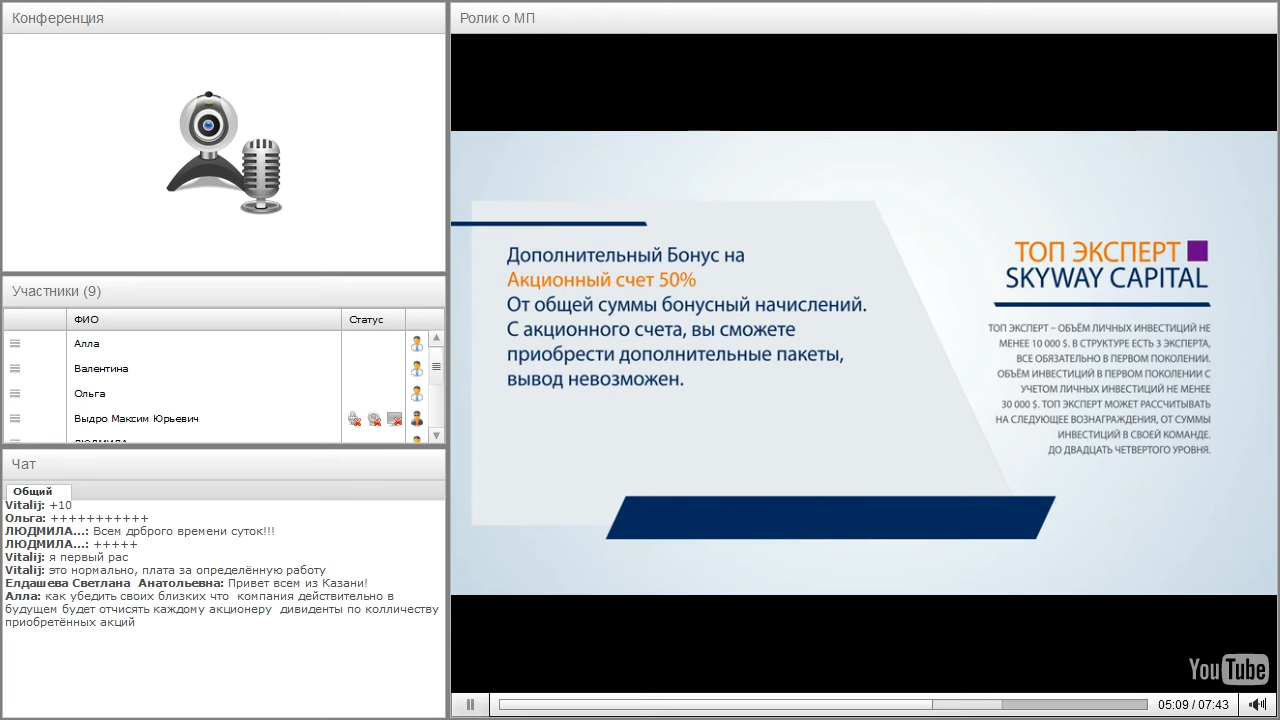 Конференция
Участники (9)
ФИО
Статус
Алла
Валентина
Ольга
Выдро Максим Юрьевич
ЛЮДМИЛА
Чат
Общий
Vitalij: +10
Ольга: +++++++++++
ЛЮДМИЛА...: Всем дрброго времени суток!!!
ЛЮДМИЛА...: +++++
Vitalij: я первый рас
Vitalij: это нормально, плата за определённую работу
Елдашева Светлана Анатольевна: Привет всем из Казани!
Алла: как убедить своих близких что компания действительно в
будущем будет отчисять каждому акционеру дивиденты по колличеству
приобретённых акций
Ролик о МП
Дополнительный Бонус на
Акционный счет 50%
От общей суммы бонусный начислений.
С акционного счета, вы сможете
приобрести дополнительные пакеты,
вывод невозможен.
ТОП ЭКСПЕРТ
SKYWAY CAPITAL
ТОП ЭКСПЕРТ – ОБЪЁМ ЛИЧНЫХ ИНВЕСТИЦИЙ НЕ
МЕНЕЕ 10 000 $. В СТРУКТУРЕ ЕСТЬ 3 ЭКСПЕРТА,
ВСЕ ОБЯЗАТЕЛЬНО В ПЕРВОМ ПОКОЛЕНИИ.
ОБЪЁМ ИНВЕСТИЦИЙ В ПЕРВОМ ПОКОЛЕНИИ С
УЧЕТОМ ЛИЧНЫХ ИНВЕСТИЦИЙ НЕ МЕНЕЕ
30 000 $. ТОП ЭКСПЕРТ МОЖЕТ РАССЧИТЫВАТЬ
НА СЛЕДУЮЩЕЕ ВОЗНАГРАЖДЕНИЯ, ОТ СУММЫ
ИНВЕСТИЦИЙ В СВОЕЙ КОМАНДЕ.
ДО ДВАДЦАТЬ ЧЕТВЕРТОГО УРОВНЯ.
YouTube
05:09 / 07:43